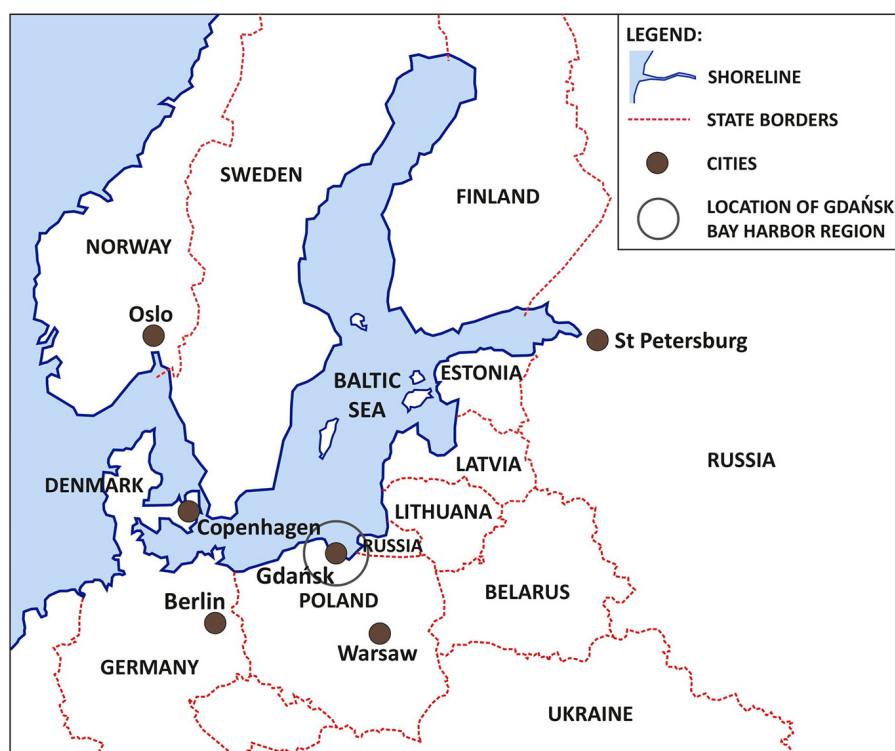 LEGEND:
SHORELINE
STATE BORDERS
CITIES
LOCATION OF GDAŃSK
BAY HARBOR REGION
SWEDEN
FINLAND
NORWAY
Oslo
St Petersburg
BALTIC
SEA
ESTONIA
DENMARK
LATVIA
RUSSIA
LITHUANA
Copenhagen
RUSSIA
Gdańsk
POLAND
BELARUS
Berlin
Warsaw
GERMANY
UKRAINE